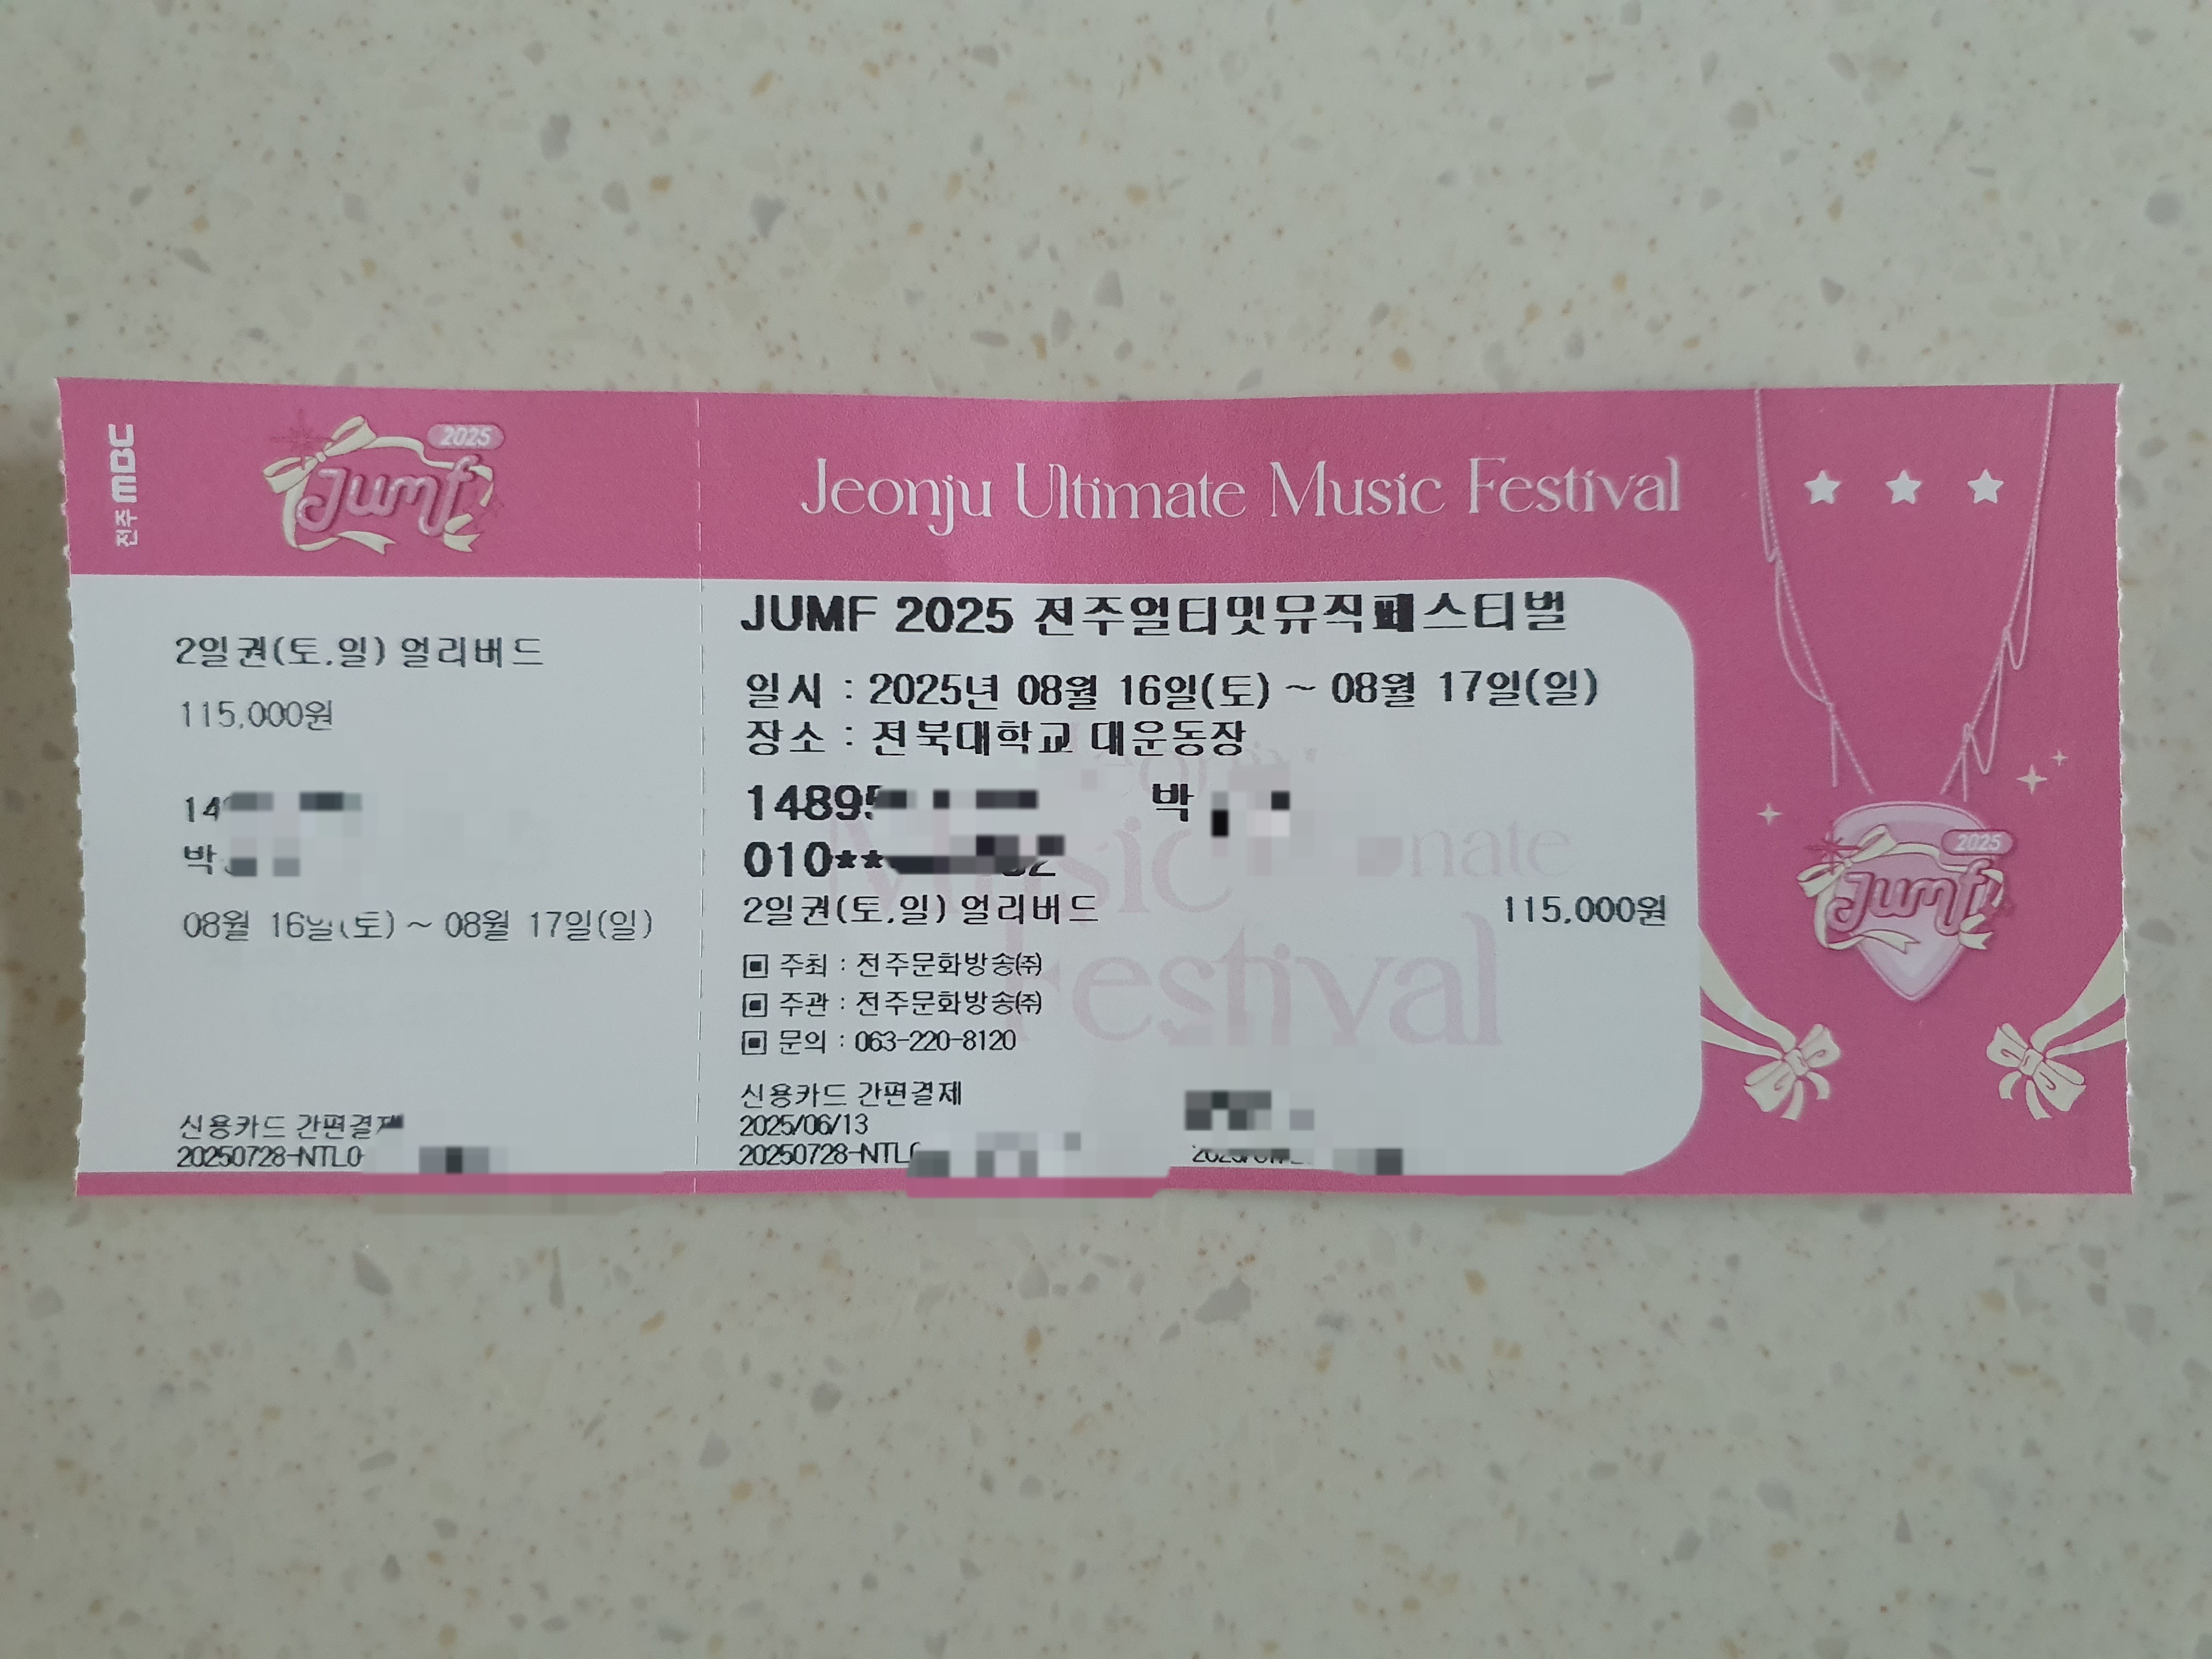 전주 MBC
2025
Jumf
2일권(토,일) 얼리버드
115,000원
박
08월 16일(토) ~ 08월 17일(일)
신용카드 간편결제
20250728-NTL0
Jeonju Ultimate Music Festival
JUMF 2025 전주얼티밋뮤직페스티벌
일시 : 2025년 08월 16일(토) ~ 08월 17일(일)
장소 : 전북대학교 대운동장
박
010**
2일권(토,일) 얼리버드 115,000원
▣ 주최 : 전주문화방송㈜
▣ 주관 : 전주문화방송㈜
▣ 문의 : 063-220-8120
신용카드 간편결제
2025/06/13
20250728-NTL
Music
Festival
2025
Jumf